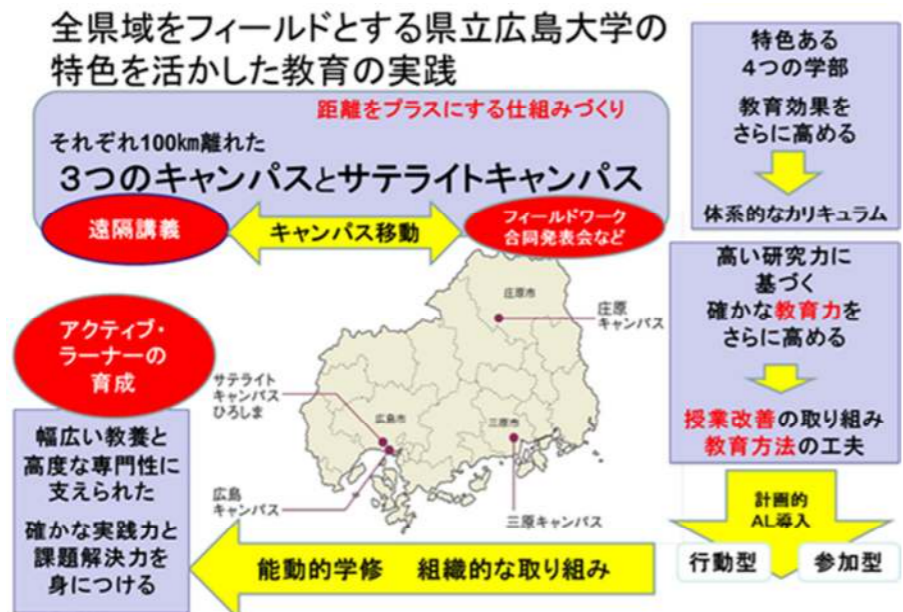 全県域をフィールドとする県立広島大学の
特色を活かした教育の実践
距離をプラスにする仕組みづくり
それぞれ100km離れた
3つのキャンパスとサテライトキャンパス
遠隔講義
キャンパス移動
フィールドワーク
合同発表会など
特色ある
4つの学部
教育効果を
さらに高める
体系的なカリキュラム
高い研究力に
基づく
確かな教育力を
さらに高める
授業改善の取り組み
教育方法の工夫
計画的
AL導入
行動型
参加型
庄原市
庄原
キャンパス
サテライト
キャンパス
ひろしま
広島市
三原市
広島
キャンパス
三原キャンパス
アクティブ・
ラーナーの
育成
幅広い教養と
高度な専門性に
支えられた
確かな実践力と
課題解決力を
身につける
能動的学修 組織的な取り組み